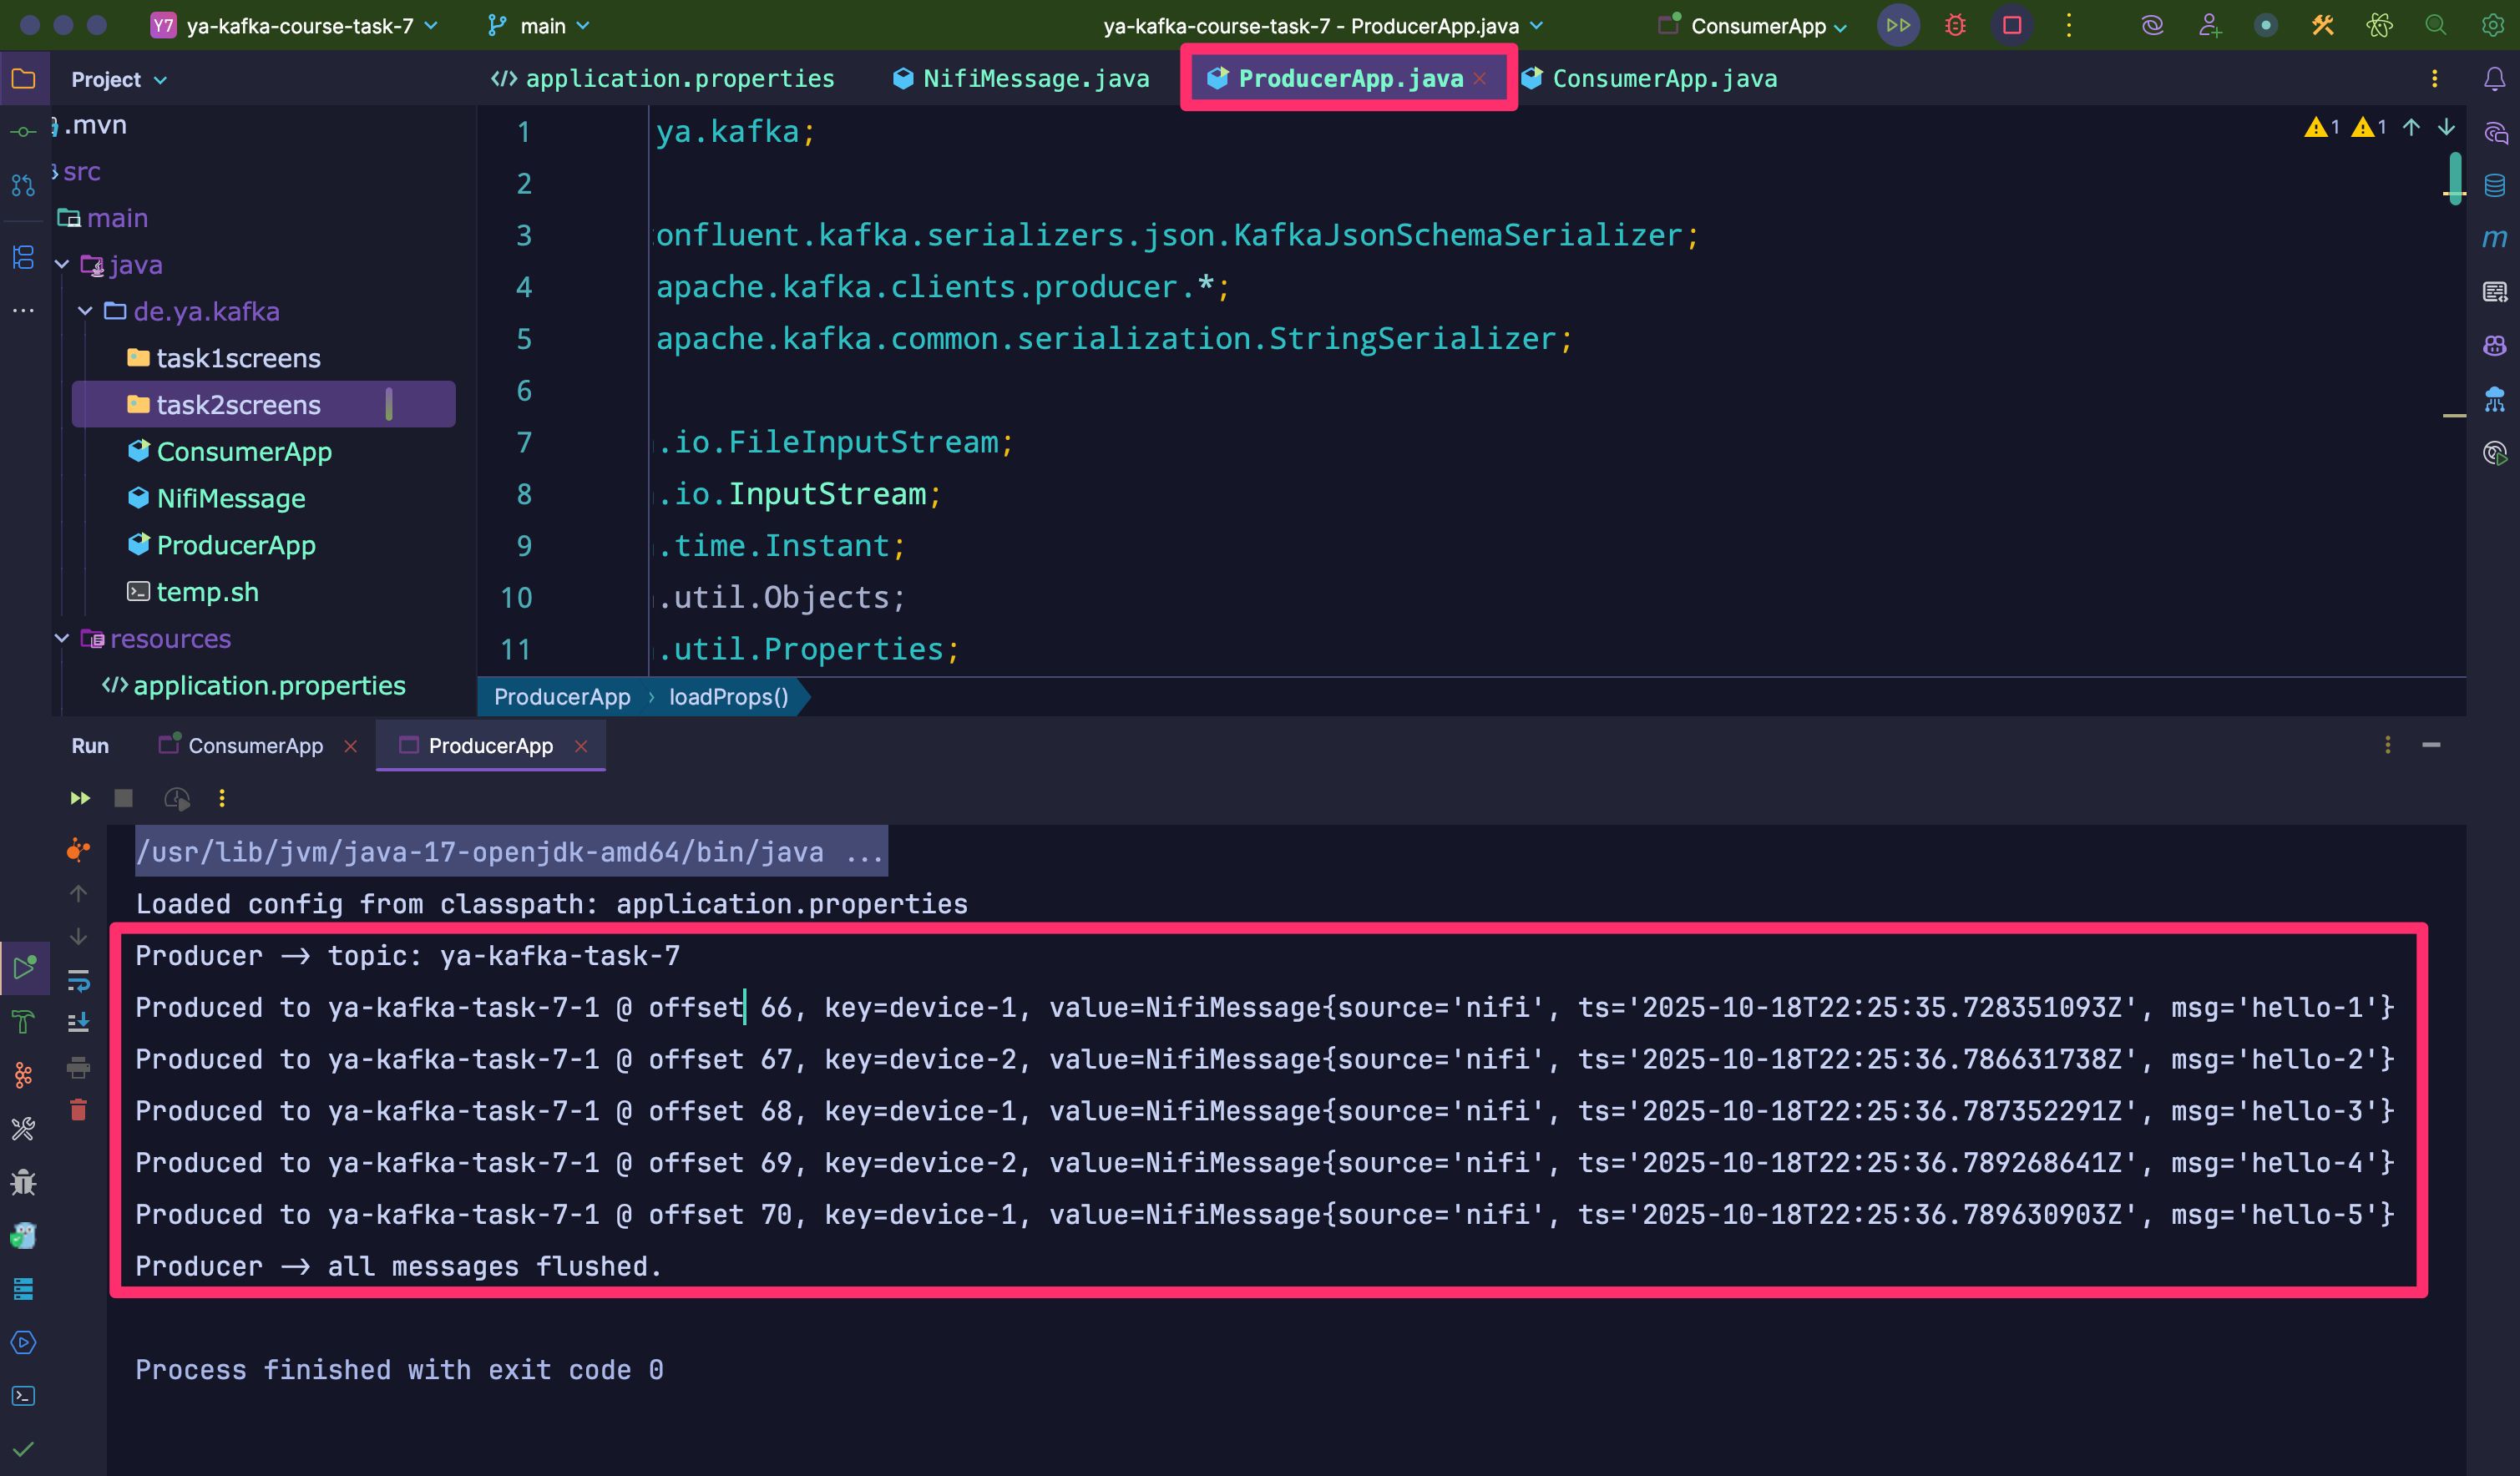 Y7 ya-kafka-course-task-7 main ya-kafka-course-task-7 - ProducerApp.java ConsumerApp
Project application.properties NifiMessage.java ProducerApp.java ConsumerApp.java
.mvn
src
main
java
de.ya.kafka
task1screens
task2screens
ConsumerApp
NifiMessage
ProducerApp
temp.sh
resources
application.properties
1 ya.kafka;
2
3 onfluent.kafka.serializers.json.KafkaJsonSchemaSerializer;
4 apache.kafka.clients.producer.*;
5 apache.kafka.common.serialization.StringSerializer;
6
7 .io.FileInputStream;
8 .io.InputStream;
9 .time.Instant;
10 .util.Objects;
11 .util.Properties;
1 1
ProducerApp › loadProps()
m
Run ConsumerApp ProducerApp
/usr/lib/jvm/java-17-openjdk-amd64/bin/java ...
Loaded config from classpath: application.properties
Producer → topic: ya-kafka-task-7
Produced to ya-kafka-task-7-1 @ offset 66, key=device-1, value=NifiMessage{source='nifi', ts='2025-10-18T22:25:35.728351093Z', msg='hello-1'}
Produced to ya-kafka-task-7-1 @ offset 67, key=device-2, value=NifiMessage{source='nifi', ts='2025-10-18T22:25:36.786631738Z', msg='hello-2'}
Produced to ya-kafka-task-7-1 @ offset 68, key=device-1, value=NifiMessage{source='nifi', ts='2025-10-18T22:25:36.787352291Z', msg='hello-3'}
Produced to ya-kafka-task-7-1 @ offset 69, key=device-2, value=NifiMessage{source='nifi', ts='2025-10-18T22:25:36.789268641Z', msg='hello-4'}
Produced to ya-kafka-task-7-1 @ offset 70, key=device-1, value=NifiMessage{source='nifi', ts='2025-10-18T22:25:36.789630903Z', msg='hello-5'}
Producer → all messages flushed.
Process finished with exit code 0